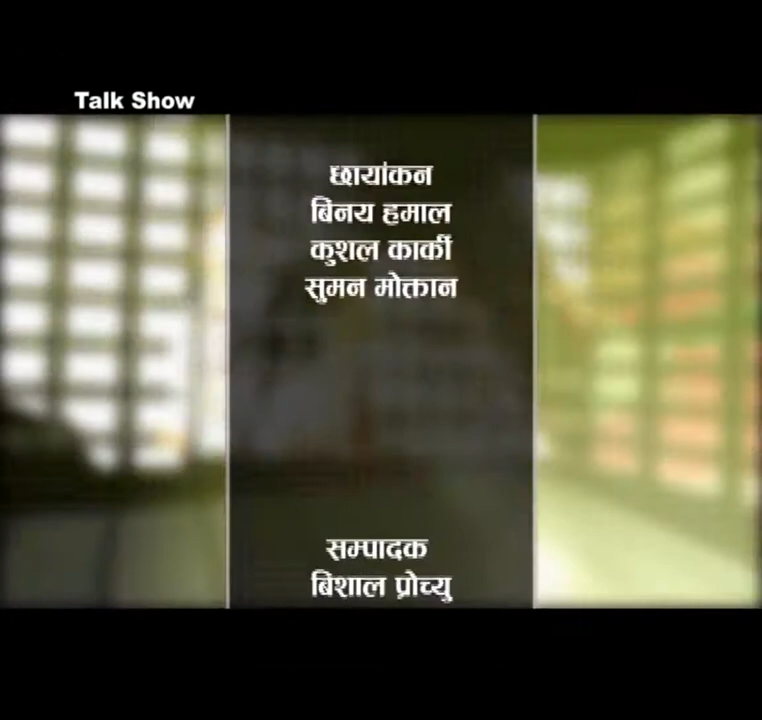 Talk Show
छायांकन
बिनय हमाल
कुशल कार्की
सुमन मोक्तान
सम्पादक
बिशाल प्रोच्यु